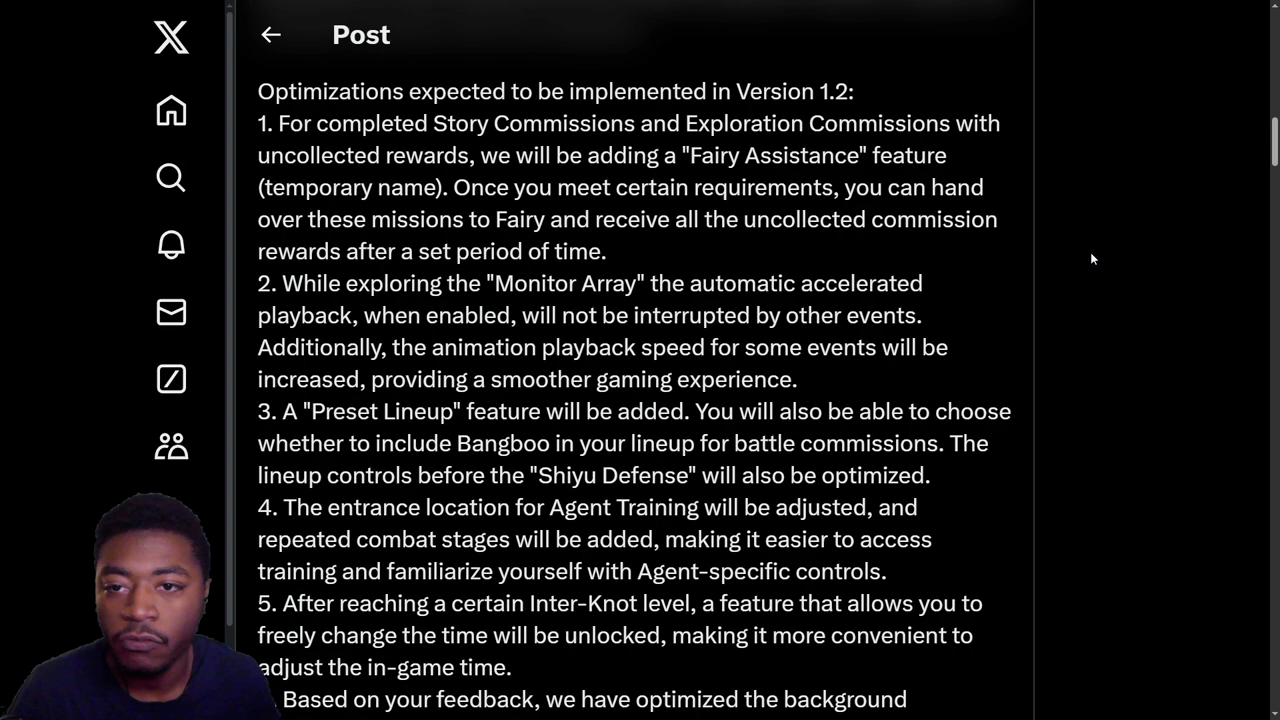 Post
Optimizations expected to be implemented in Version 1.2:
1. For completed Story Commissions and Exploration Commissions with
uncollected rewards, we will be adding a "Fairy Assistance" feature
(temporary name). Once you meet certain requirements, you can hand
over these missions to Fairy and receive all the uncollected commission
rewards after a set period of time.
2. While exploring the "Monitor Array" the automatic accelerated
playback, when enabled, will not be interrupted by other events.
Additionally, the animation playback speed for some events will be
increased, providing a smoother gaming experience.
3. A "Preset Lineup" feature will be added. You will also be able to choose
whether to include Bangboo in your lineup for battle commissions. The
lineup controls before the "Shiyu Defense" will also be optimized.
4. The entrance location for Agent Training will be adjusted, and
repeated combat stages will be added, making it easier to access
training and familiarize yourself with Agent-specific controls.
5. After reaching a certain Inter-Knot level, a feature that allows you to
freely change the time will be unlocked, making it more convenient to
adjust the in-game time.
. Based on your feedback, we have optimized the background